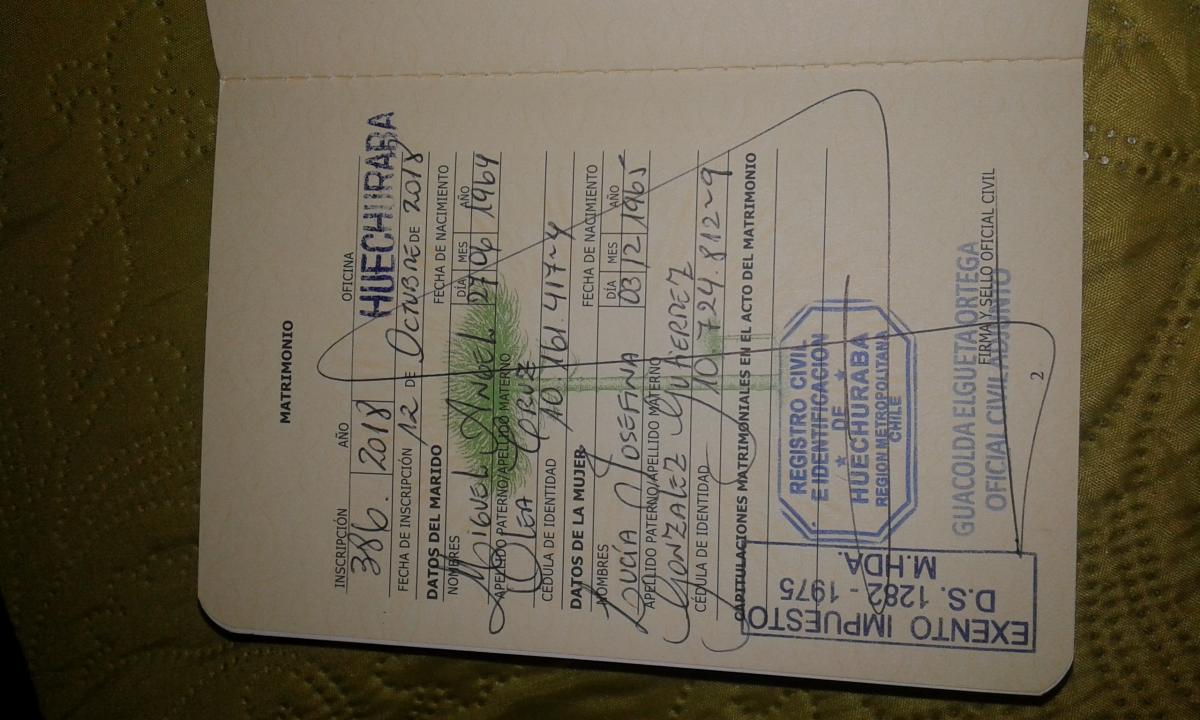 MATRIMONIO
INSCRIPCIÓN AÑO OFICINA
386. 2018 HUECHURABA
FECHA DE INSCRIPCIÓN 12 DE OCTUBRE DE 2018
DATOS DEL MARIDO FECHA DE NACIMIENTO
NOMBRES DÍA MES AÑO
MIGUEL ANGEL 27 06 1964
APELLIDO PATERNO/APELLIDO MATERNO
OLEA CRUZ
CÉDULA DE IDENTIDAD 10.161.417-4
DATOS DE LA MUJER FECHA DE NACIMIENTO
NOMBRES DÍA MES AÑO
LUCÍA JOSEFINA 03 12 1965
APELLIDO PATERNO/APELLIDO MATERNO
GONZALEZ GUTIERREZ
CÉDULA DE IDENTIDAD 10.724.812-9
CAPITULACIONES MATRIMONIALES EN EL ACTO DEL MATRIMONIO
REGISTRO CIVIL
E IDENTIFICACION
DE
HUECHURABA
REGION METROPOLITANA
CHILE
EXENTO IMPUESTO
D.S. 1282 - 1975
M.HDA.
GUACOLDA ELGUETA ORTEGA
OFICIAL CIVIL ADJUNTO
FIRMA Y SELLO OFICIAL CIVIL
2